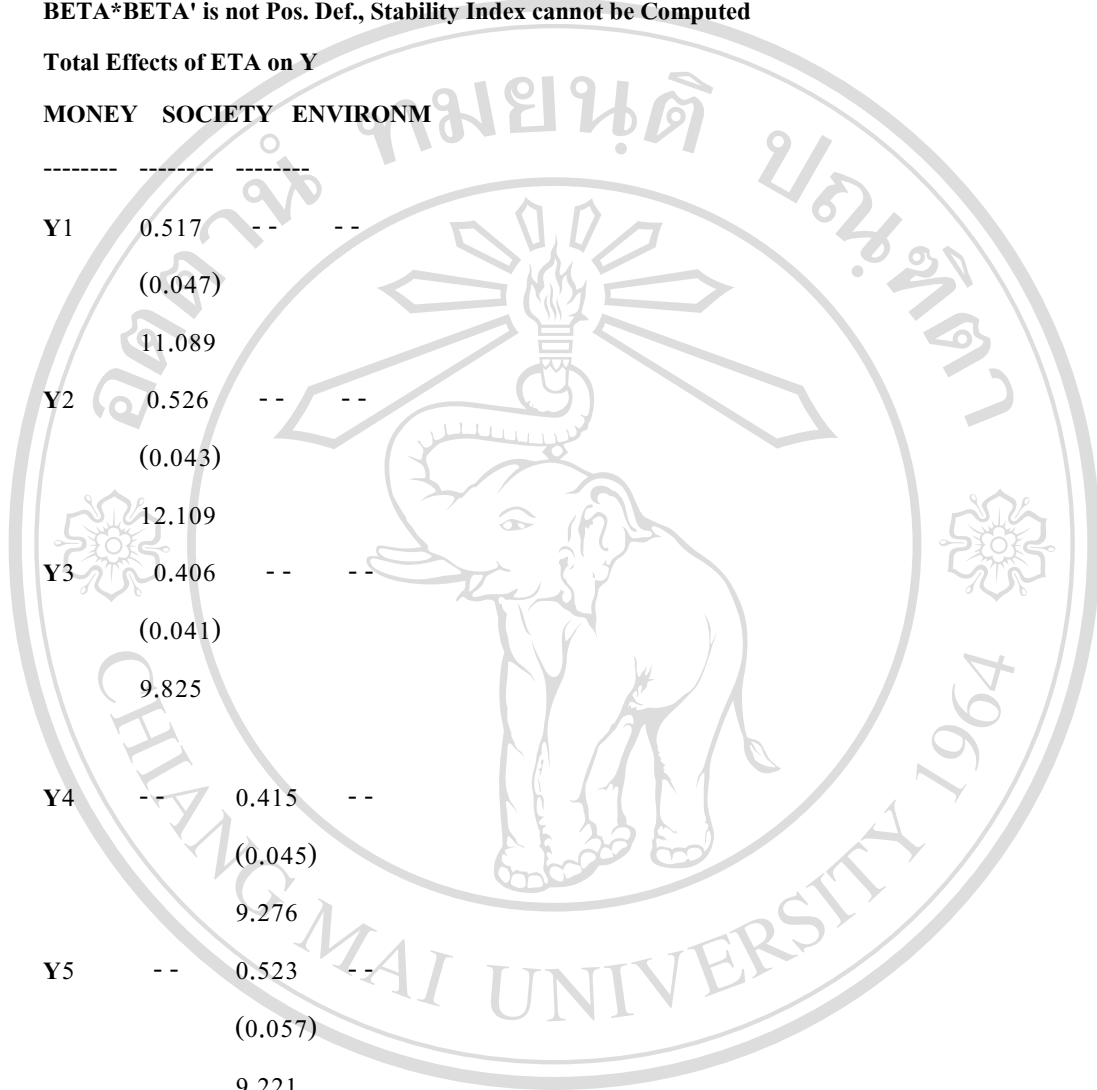 BETA*BETA' is not Pos. Def., Stability Index cannot be Computed
Total Effects of ETA on Y
MONEY SOCIETY ENVIRONM
-------- -------- --------
Y1 0.517 - - - -
(0.047)
11.089
Y2 0.526 - - - -
(0.043)
12.109
Y3 0.406 - - - -
(0.041)
9.825
Y4 - - 0.415 - -
(0.045)
9.276
Y5 - - 0.523 - -
(0.057)
9.221
CHIANG MAI UNIVERSITY 1964